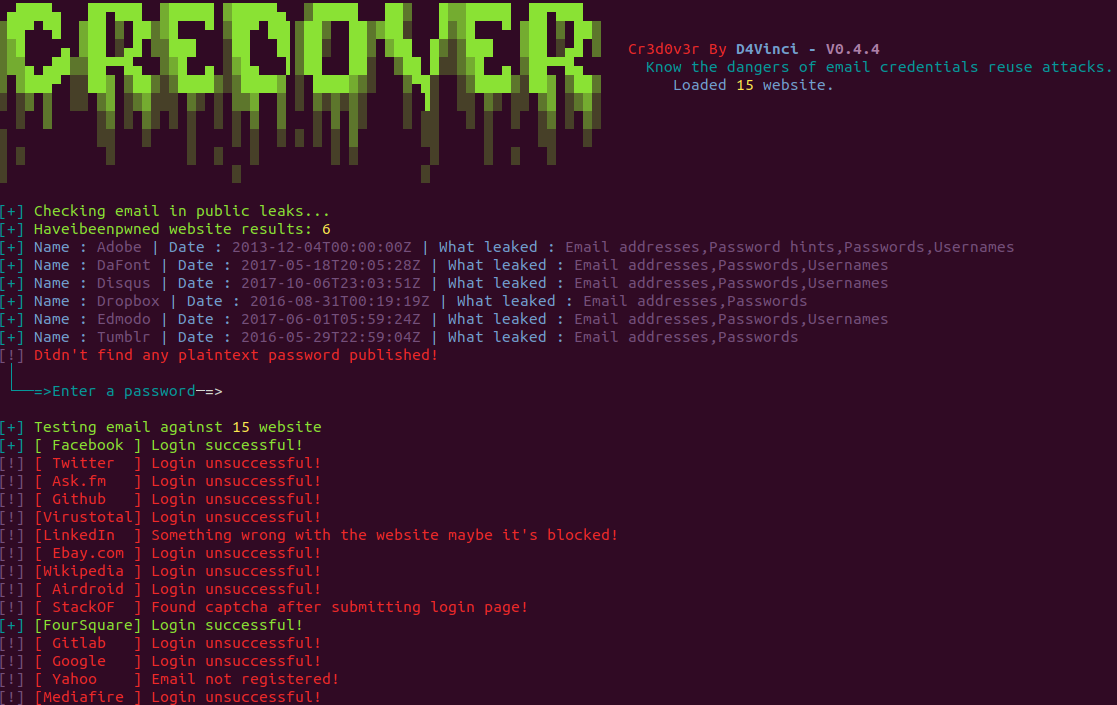 CR3D0V3R
Cr3d0v3r By D4Vinci - V0.4.4
Know the dangers of email credentials reuse attacks.
Loaded 15 website.
[+] Checking email in public leaks...
[+] Haveibeenpwned website results: 6
[+] Name : Adobe | Date : 2013-12-04T00:00:00Z | What leaked : Email addresses,Password hints,Passwords,Usernames
[+] Name : DaFont | Date : 2017-05-18T20:05:28Z | What leaked : Email addresses,Passwords,Usernames
[+] Name : Disqus | Date : 2017-10-06T23:03:51Z | What leaked : Email addresses,Passwords,Usernames
[+] Name : Dropbox | Date : 2016-08-31T00:19:19Z | What leaked : Email addresses,Passwords
[+] Name : Edmodo | Date : 2017-06-01T05:59:24Z | What leaked : Email addresses,Passwords,Usernames
[+] Name : Tumblr | Date : 2016-05-29T22:59:04Z | What leaked : Email addresses,Passwords
[!] Didn't find any plaintext password published!
└──=>Enter a password─=>
[+] Testing email against 15 website
[+] [ Facebook ] Login successful!
[!] [ Twitter  ] Login unsuccessful!
[!] [ Ask.fm   ] Login unsuccessful!
[!] [ Github   ] Login unsuccessful!
[!] [Virustotal] Login unsuccessful!
[!] [LinkedIn  ] Something wrong with the website maybe it's blocked!
[!] [ Ebay.com ] Login unsuccessful!
[!] [Wikipedia ] Login unsuccessful!
[!] [ Airdroid ] Login unsuccessful!
[!] [ StackOF  ] Found captcha after submitting login page!
[+] [FourSquare] Login successful!
[!] [ Gitlab   ] Login unsuccessful!
[!] [ Google   ] Login unsuccessful!
[!] [ Yahoo    ] Email not registered!
[!] [Mediafire ] Login unsuccessful!